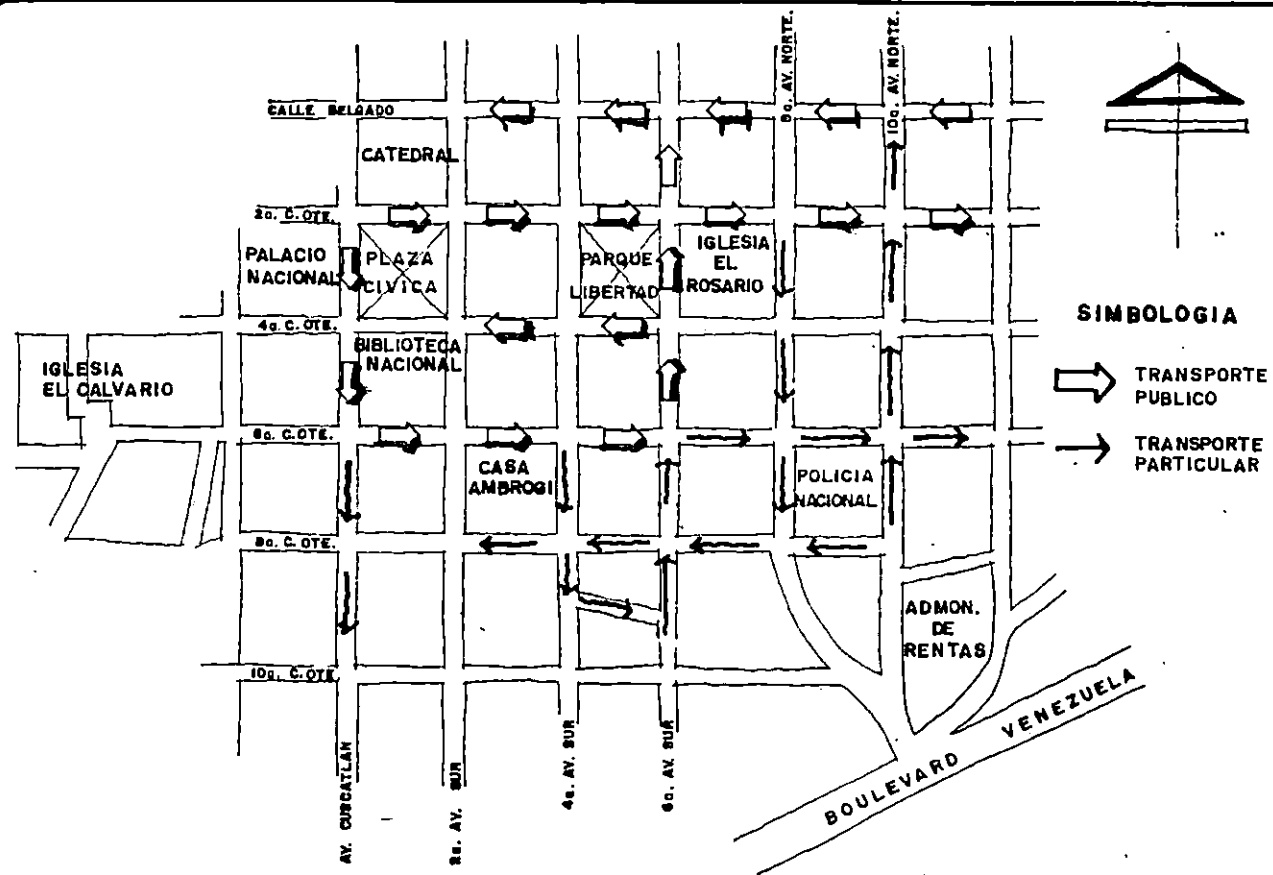 8a. AV. NORTE.
10a. AV. NORTE.
CALLE DELGADO
CATEDRAL
2a. C. OTE.
PALACIO
NACIONAL
PLAZA
CIVICA
PARQUE
LIBERTAD
IGLESIA
EL
ROSARIO
4a. C. OTE.
BIBLIOTECA
NACIONAL
IGLESIA
EL CALVARIO
6a. C. OTE.
CASA
AMBROGI
POLICIA
NACIONAL
8a. C. OTE.
ADMON.
DE
RENTAS
10a. C. OTE.
AV. CUSCATLAN
2a. AV. SUR
4a. AV. SUR
6a. AV. SUR
BOULEVARD VENEZUELA
SIMBOLOGIA
TRANSPORTE
PUBLICO
TRANSPORTE
PARTICULAR